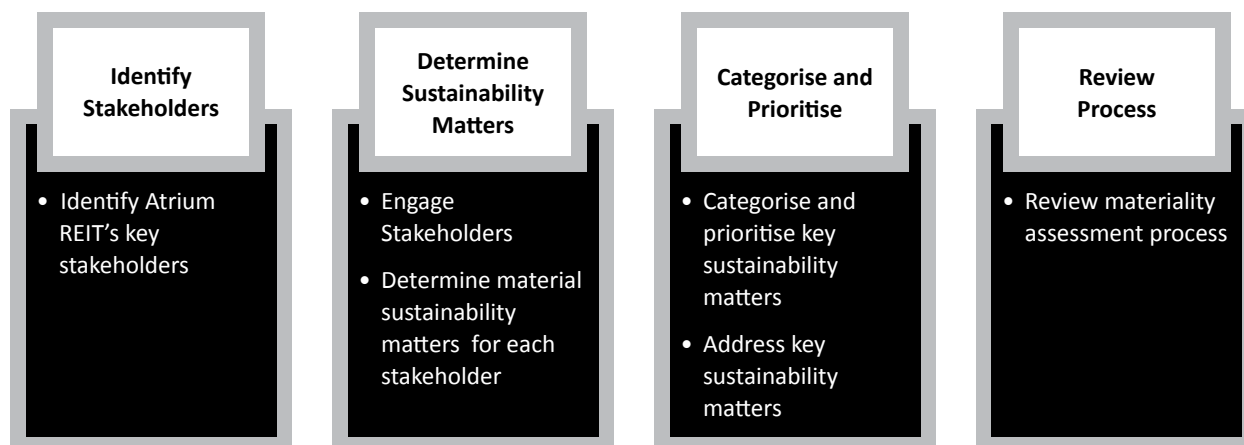 Identify
Stakeholders
• Identify Atrium
REIT's key
stakeholders
Determine
Sustainability
Matters
• Engage
Stakeholders
• Determine material
sustainability
matters for each
stakeholder
Categorise and
Prioritise
• Categorise and
prioritise key
sustainability
matters
• Address key
sustainability
matters
Review
Process
• Review materiality
assessment process